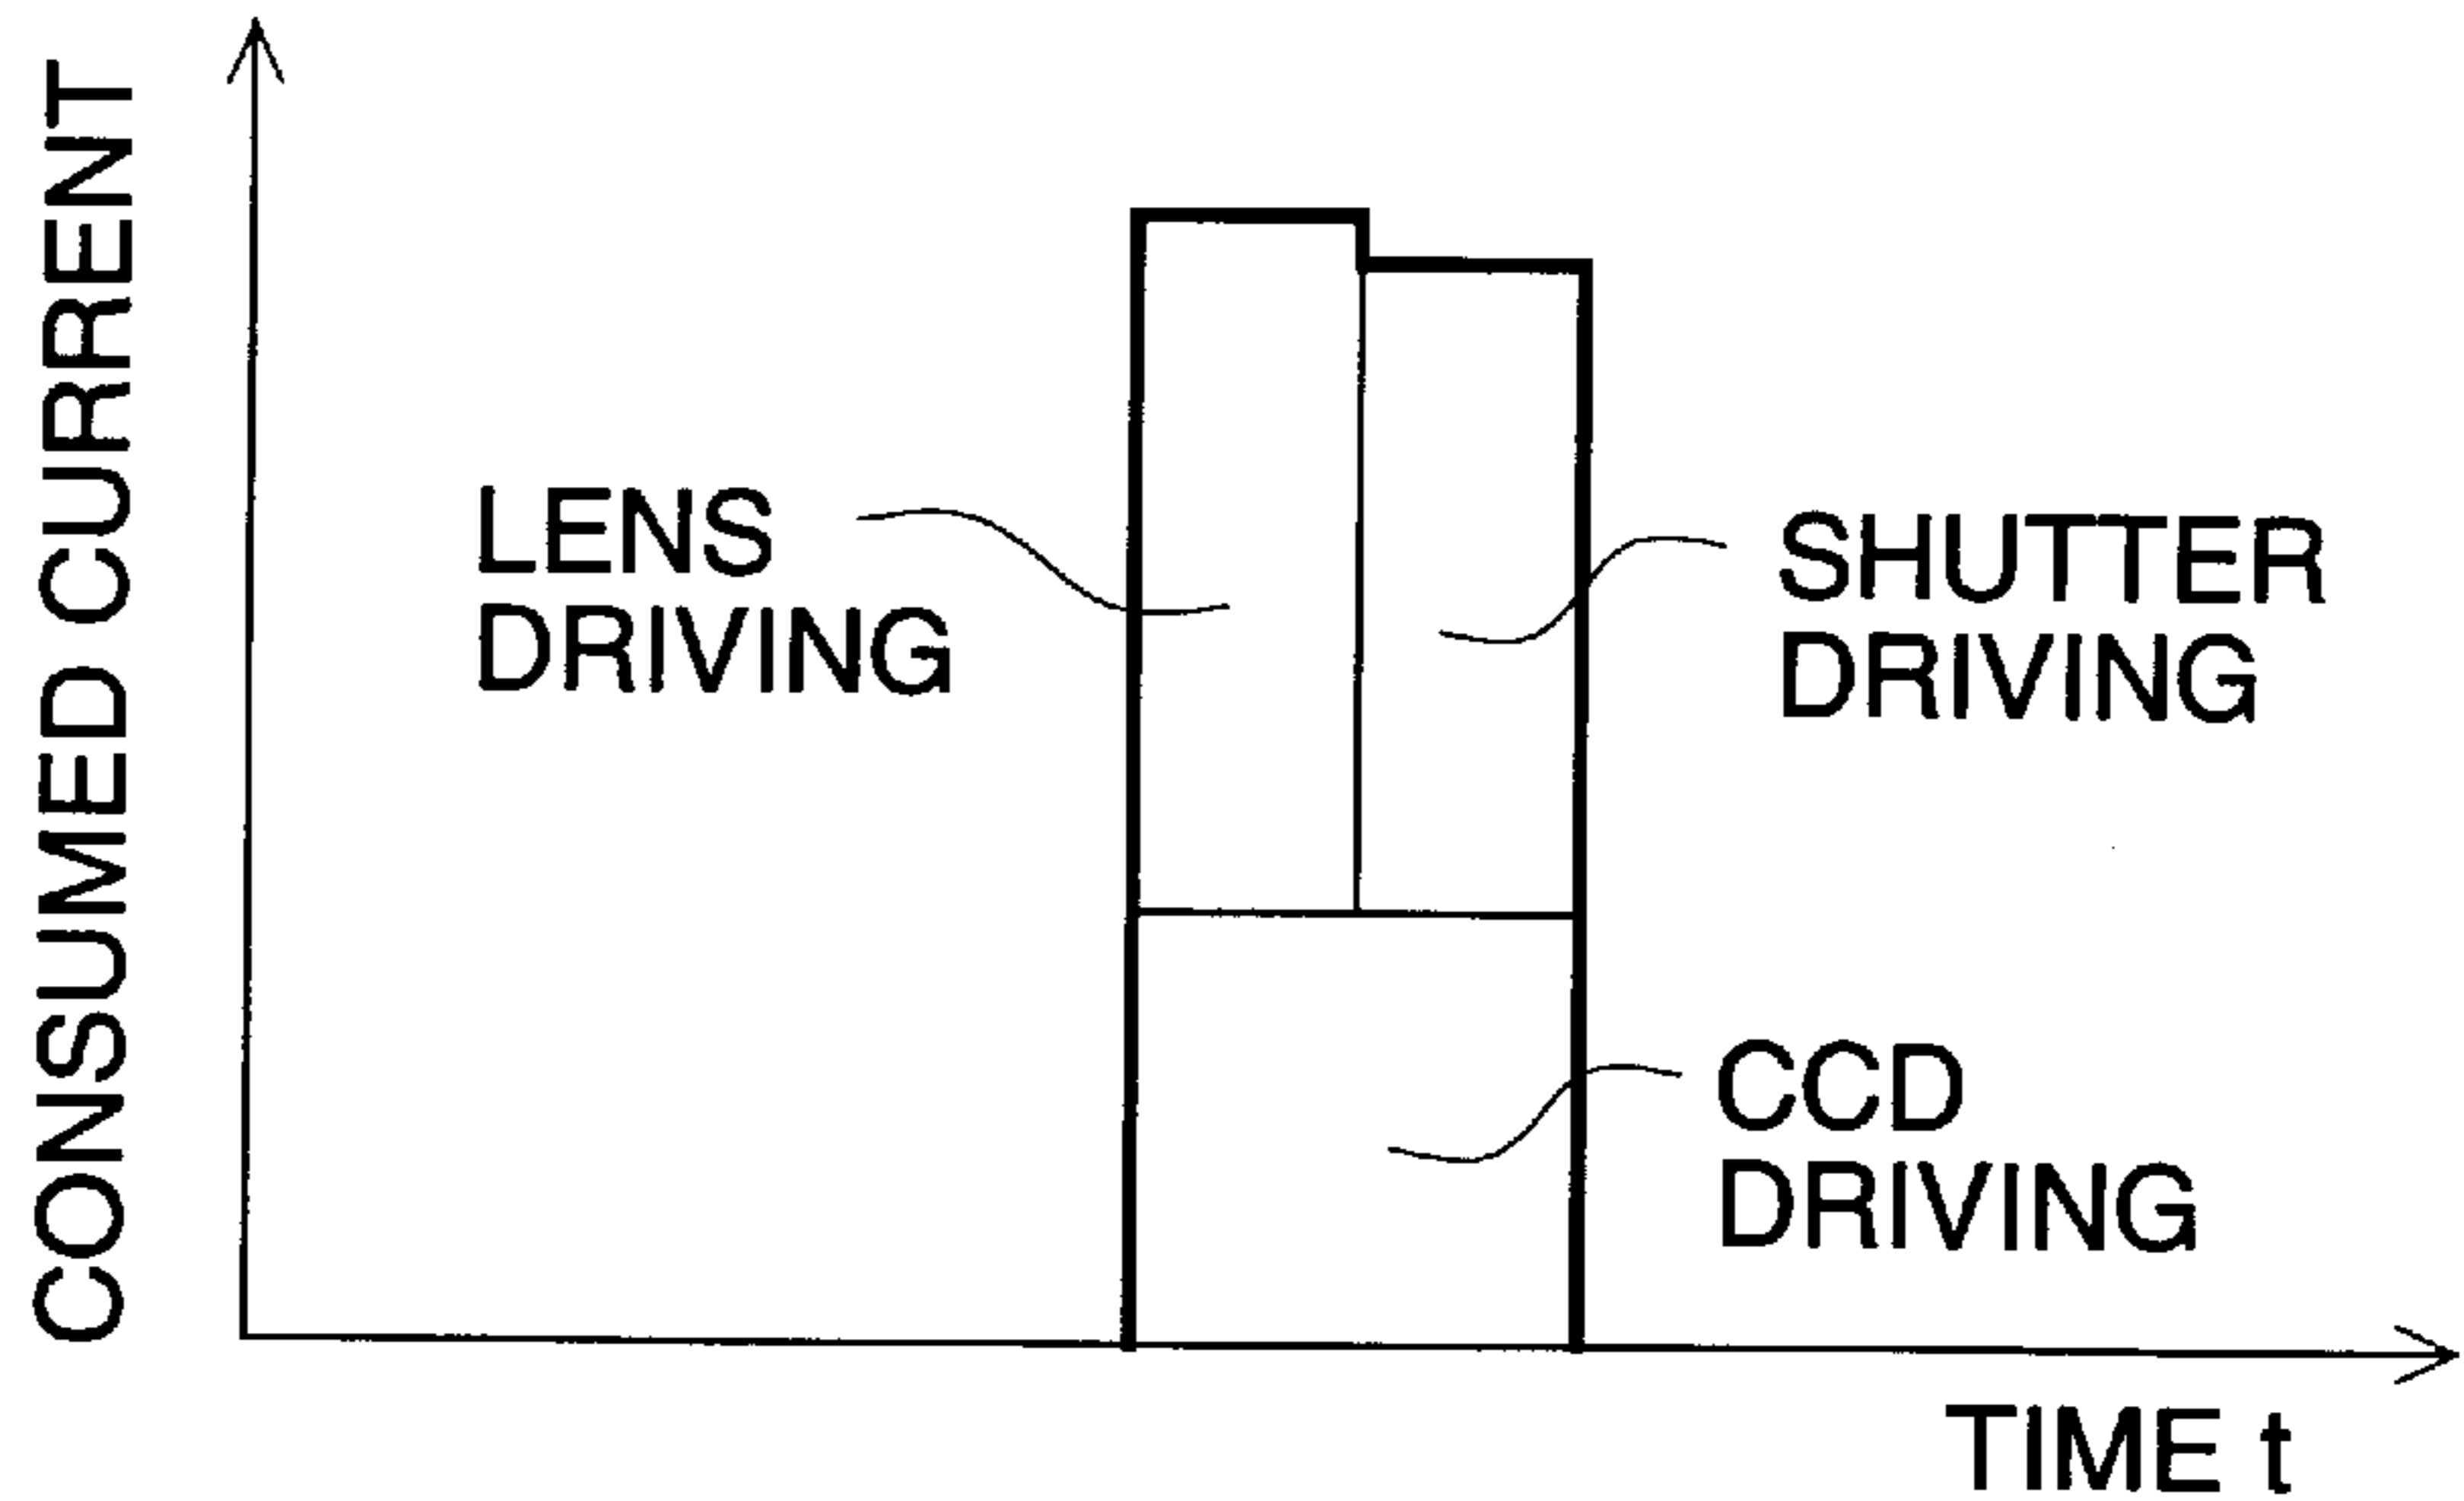 CONSUMED CURRENT
LENS
DRIVING
SHUTTER
DRIVING
CCD
DRIVING
TIME t